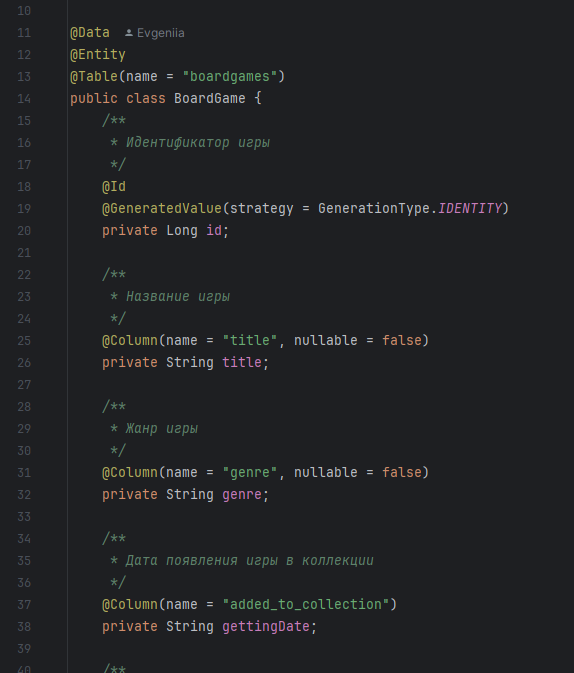 10
11 @Data Evgeniia
12 @Entity
13 @Table(name = "boardgames")
14 public class BoardGame {
15 /**
16 * Идентификатор игры
17 */
18 @Id
19 @GeneratedValue(strategy = GenerationType.IDENTITY)
20 private Long id;
21
22 /**
23 * Название игры
24 */
25 @Column(name = "title", nullable = false)
26 private String title;
27
28 /**
29 * Жанр игры
30 */
31 @Column(name = "genre", nullable = false)
32 private String genre;
33
34 /**
35 * Дата появления игры в коллекции
36 */
37 @Column(name = "added_to_collection")
38 private String gettingDate;
39
40 /**